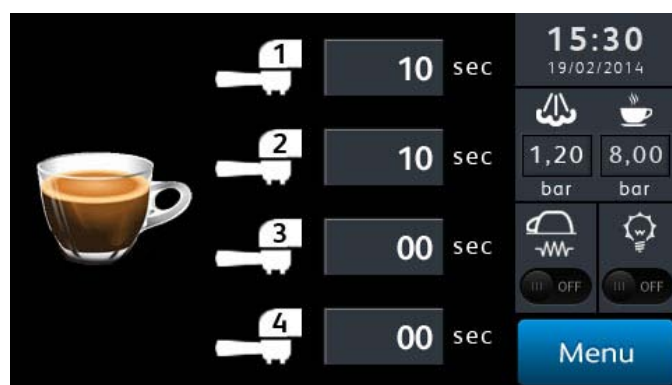 1 10 sec
2 10 sec
3 00 sec
4 00 sec
15:30
19/02/2014
1,20 8,00
bar bar
OFF OFF
Menu